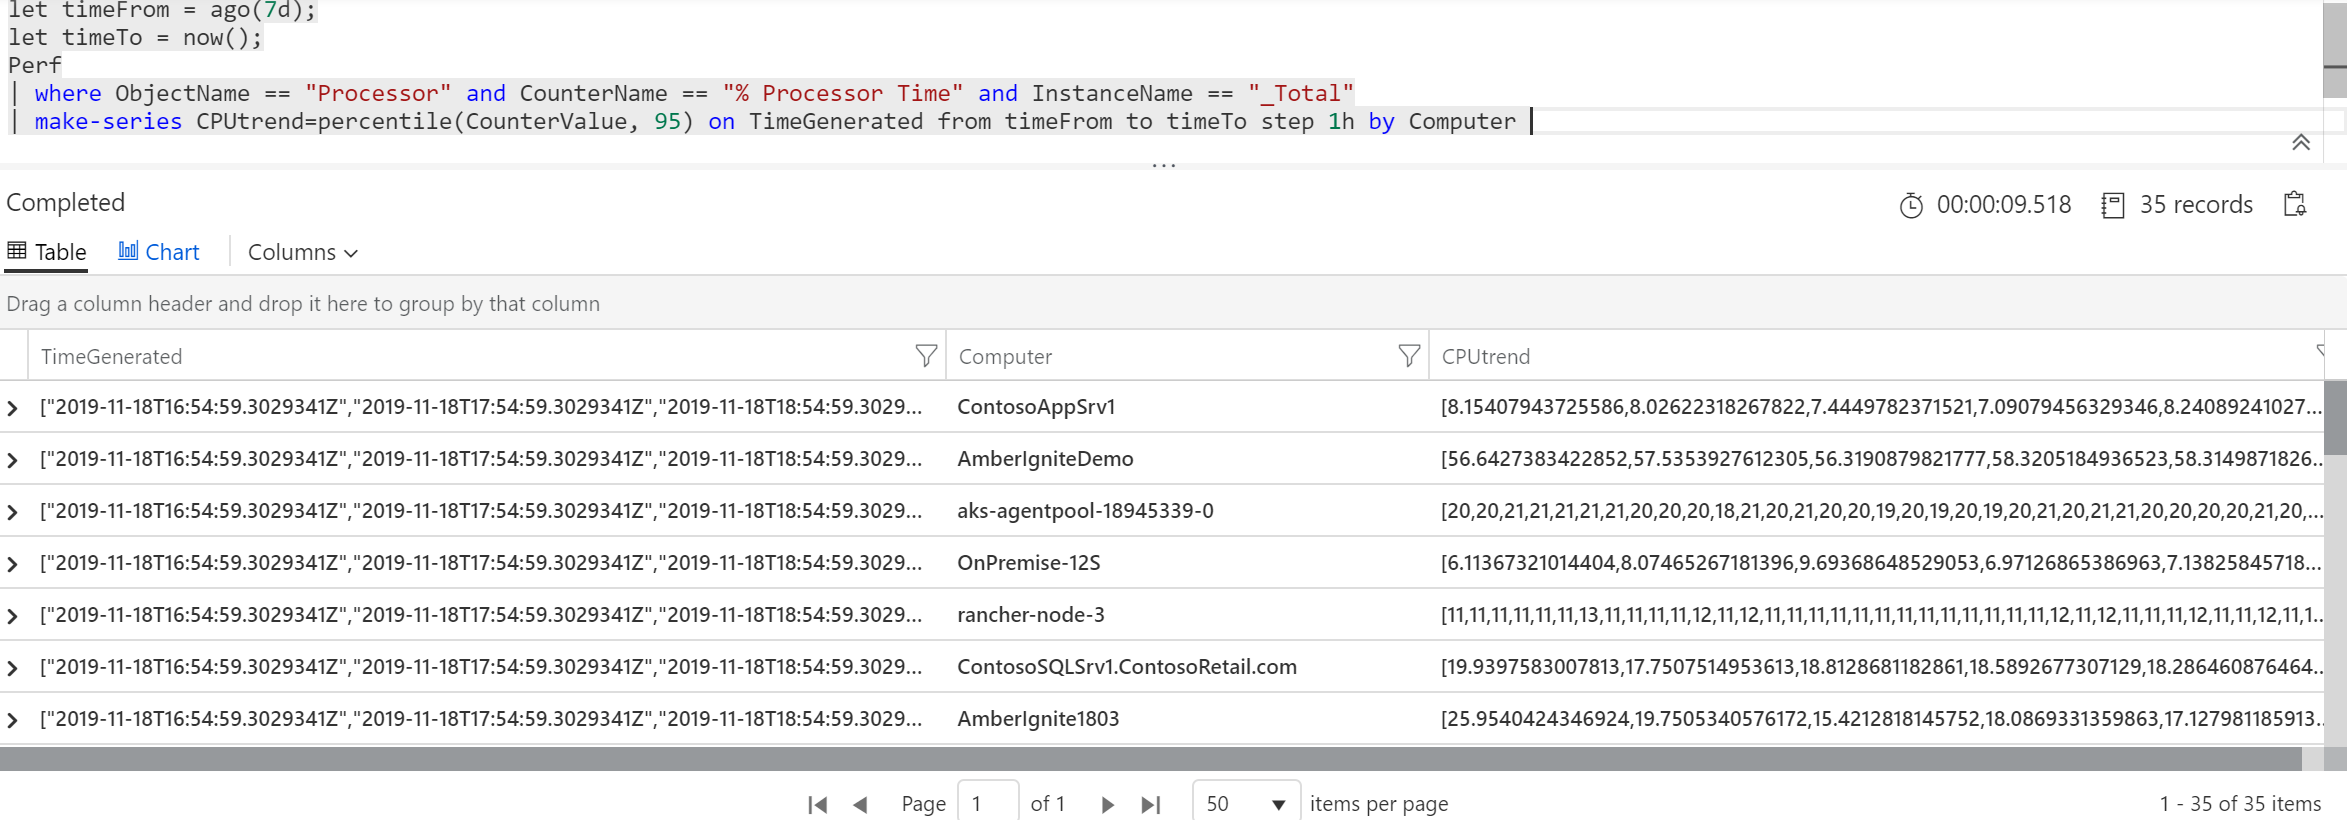 let timeFrom = ago(7d);
let timeTo = now();
Perf
| where ObjectName == "Processor" and CounterName == "% Processor Time" and InstanceName == "_Total"
| make-series CPUtrend=percentile(CounterValue, 95) on TimeGenerated from timeFrom to timeTo step 1h by Computer
...
Completed 00:00:09.518 35 records
Table Chart Columns
Drag a column header and drop it here to group by that column
TimeGenerated Computer CPUtrend
["2019-11-18T16:54:59.3029341Z","2019-11-18T17:54:59.3029341Z","2019-11-18T18:54:59.3029... ContosoAppSrv1 [8.15407943725586,8.02622318267822,7.4449782371521,7.09079456329346,8.24089241027...
["2019-11-18T16:54:59.3029341Z","2019-11-18T17:54:59.3029341Z","2019-11-18T18:54:59.3029... AmberIgniteDemo [56.6427383422852,57.5353927612305,56.3190879821777,58.3205184936523,58.3149871826...
["2019-11-18T16:54:59.3029341Z","2019-11-18T17:54:59.3029341Z","2019-11-18T18:54:59.3029... aks-agentpool-18945339-0 [20,20,21,21,21,21,21,20,20,20,18,21,20,21,20,20,19,20,19,20,19,20,21,20,21,21,20,20,20,20,21,20,...
["2019-11-18T16:54:59.3029341Z","2019-11-18T17:54:59.3029341Z","2019-11-18T18:54:59.3029... OnPremise-12S [6.11367321014404,8.07465267181396,9.69368648529053,6.97126865386963,7.13825845718...
["2019-11-18T16:54:59.3029341Z","2019-11-18T17:54:59.3029341Z","2019-11-18T18:54:59.3029... rancher-node-3 [11,11,11,11,11,11,13,11,11,11,11,12,11,12,11,11,11,11,11,11,11,11,11,11,11,11,11,12,11,12,11,11,11,12,11,11,12,11,1...
["2019-11-18T16:54:59.3029341Z","2019-11-18T17:54:59.3029341Z","2019-11-18T18:54:59.3029... ContosoSQLSrv1.ContosoRetail.com [19.9397583007813,17.7507514953613,18.8128681182861,18.5892677307129,18.286460876464...
["2019-11-18T16:54:59.3029341Z","2019-11-18T17:54:59.3029341Z","2019-11-18T18:54:59.3029... AmberIgnite1803 [25.9540424346924,19.7505340576172,15.4212818145752,18.0869331359863,17.127981185913...
Page 1 of 1 50 items per page 1 - 35 of 35 items